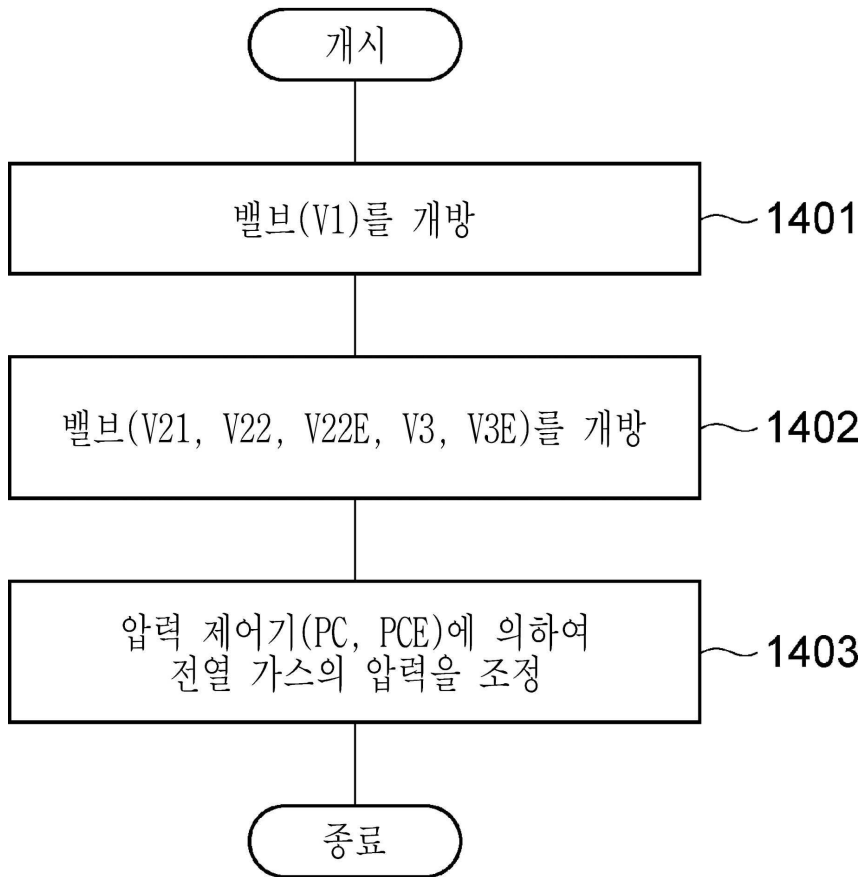 개시
밸브(V1)를 개방
1401
밸브(V21, V22, V22E, V3, V3E)를 개방
1402
압력 제어기(PC, PCE)에 의하여
전열 가스의 압력을 조정
1403
종료